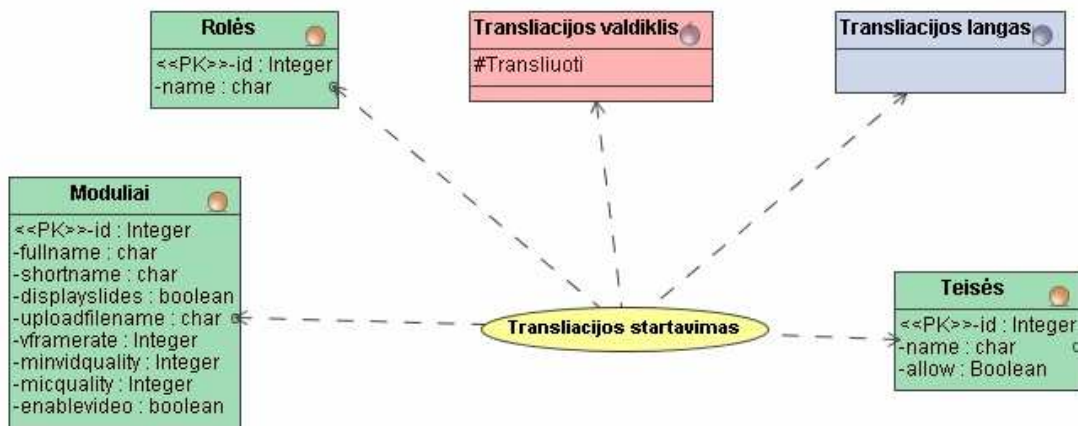 Rolės
<<PK>>-id : Integer
-name : char
Transliacijos valdiklis
#Transliuoti
Transliacijos langas
Moduliai
<<PK>>-id : Integer
-fullname : char
-shortname : char
-displayslides : boolean
-uploadfilename : char
-vframerate : Integer
-minvidquality : Integer
-micquality : Integer
-enablevideo : boolean
Transliacijos startavimas
Teisės
<<PK>>-id : Integer
-name : char
-allow : Boolean